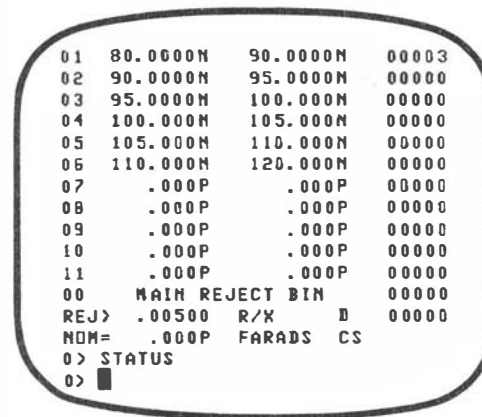 01 80.0000N 90.0000N 00003
02 90.0000N 95.0000N 00000
03 95.0000N 100.000N 00000
04 100.000N 105.000N 00000
05 105.000N 110.000N 00000
06 110.000N 120.000N 00000
07 .000P .000P 00000
08 .000P .000P 00000
09 .000P .000P 00000
10 .000P .000P 00000
11 .000P .000P 00000
00 MAIN REJECT BIN 00000
REJ> .00500 R/X D 00000
NOM= .000P FARADS CS
0> STATUS
0>